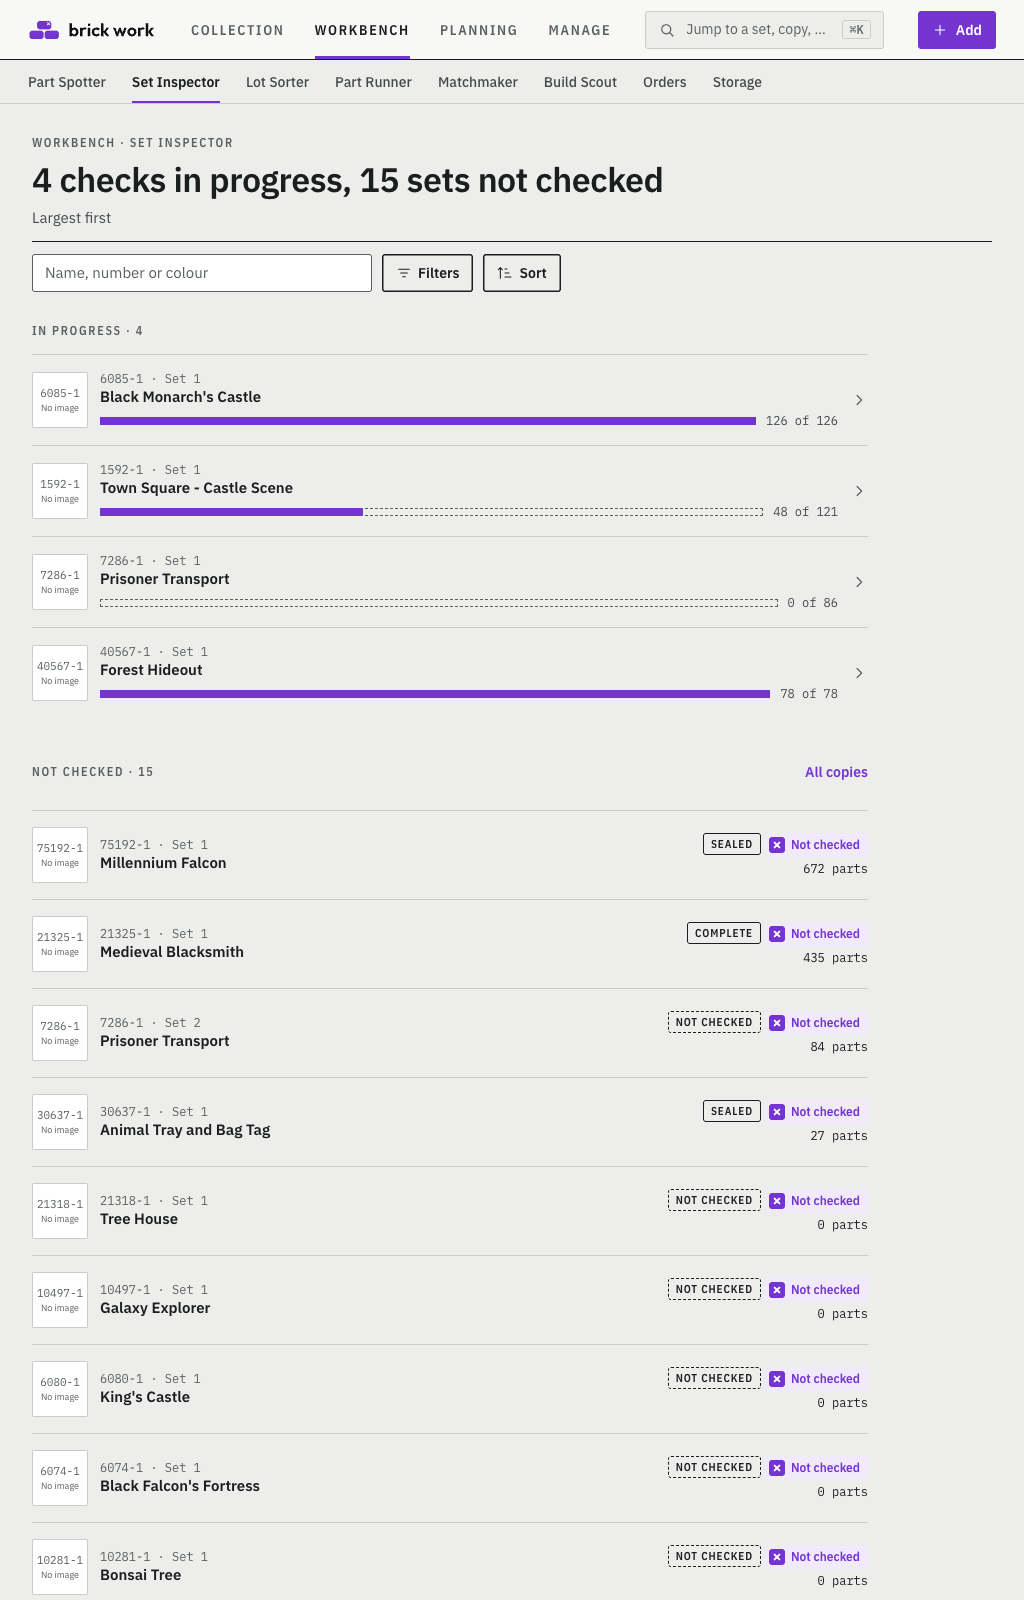 brick work
COLLECTION
WORKBENCH
PLANNING
MANAGE
Jump to a set, copy, ...
⌘K
Add
Part Spotter
Set Inspector
Lot Sorter
Part Runner
Matchmaker
Build Scout
Orders
Storage
WORKBENCH · SET INSPECTOR
4 checks in progress, 15 sets not checked
Largest first
Name, number or colour
Filters
Sort
IN PROGRESS · 4
6085-1
No image
6085-1 · Set 1
Black Monarch's Castle
126 of 126
1592-1
No image
1592-1 · Set 1
Town Square - Castle Scene
48 of 121
7286-1
No image
7286-1 · Set 1
Prisoner Transport
0 of 86
40567-1
No image
40567-1 · Set 1
Forest Hideout
78 of 78
NOT CHECKED · 15
All copies
75192-1
No image
75192-1 · Set 1
Millennium Falcon
SEALED
Not checked
672 parts
21325-1
No image
21325-1 · Set 1
Medieval Blacksmith
COMPLETE
Not checked
435 parts
7286-1
No image
7286-1 · Set 2
Prisoner Transport
NOT CHECKED
Not checked
84 parts
30637-1
No image
30637-1 · Set 1
Animal Tray and Bag Tag
SEALED
Not checked
27 parts
21318-1
No image
21318-1 · Set 1
Tree House
NOT CHECKED
Not checked
0 parts
10497-1
No image
10497-1 · Set 1
Galaxy Explorer
NOT CHECKED
Not checked
0 parts
6080-1
No image
6080-1 · Set 1
King's Castle
NOT CHECKED
Not checked
0 parts
6074-1
No image
6074-1 · Set 1
Black Falcon's Fortress
NOT CHECKED
Not checked
0 parts
10281-1
No image
10281-1 · Set 1
Bonsai Tree
NOT CHECKED
Not checked
0 parts